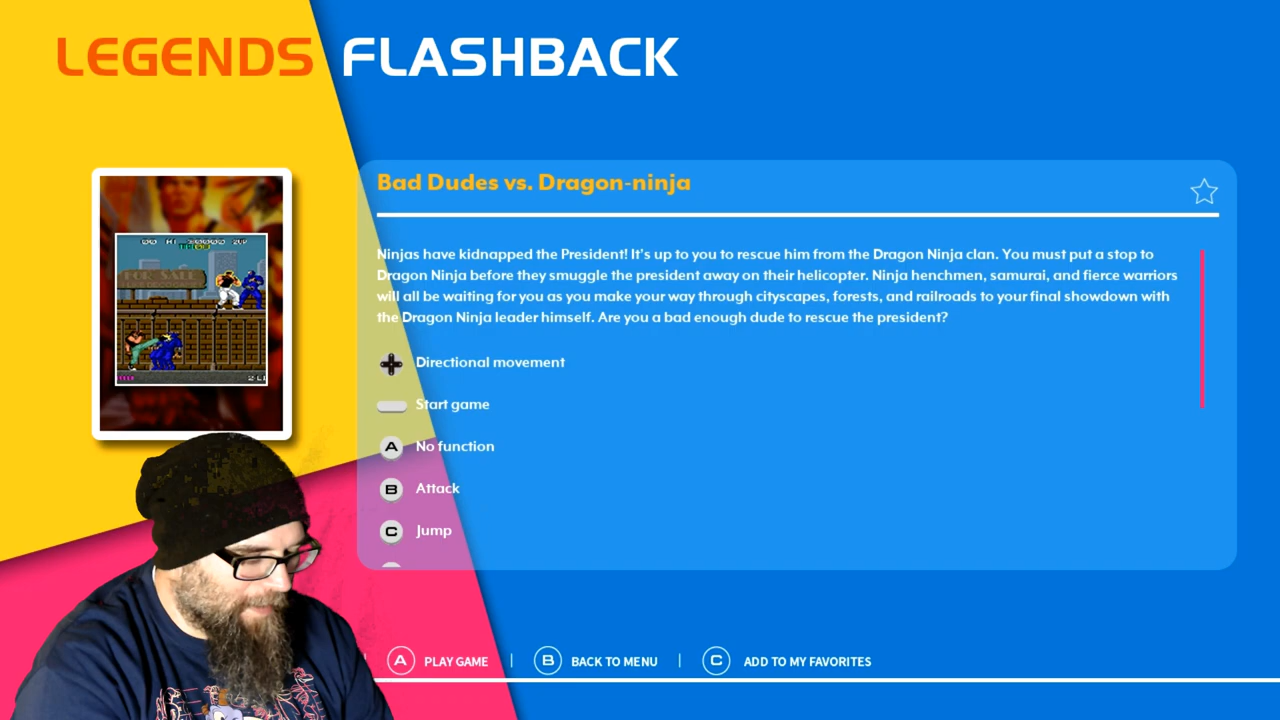 LEGENDS FLASHBACK
Bad Dudes vs. Dragon-ninja
Ninjas have kidnapped the President! It's up to you to rescue him from the Dragon Ninja clan. You must put a stop to
Dragon Ninja before they smuggle the president away on their helicopter. Ninja henchmen, samurai, and fierce warriors
will all be waiting for you as you make your way through cityscapes, forests, and railroads to your final showdown with
the Dragon Ninja leader himself. Are you a bad enough dude to rescue the president?
FOR SALE
Directional movement
Start game
A No function
B Attack
C Jump
A PLAY GAME | B BACK TO MENU | C ADD TO MY FAVORITES